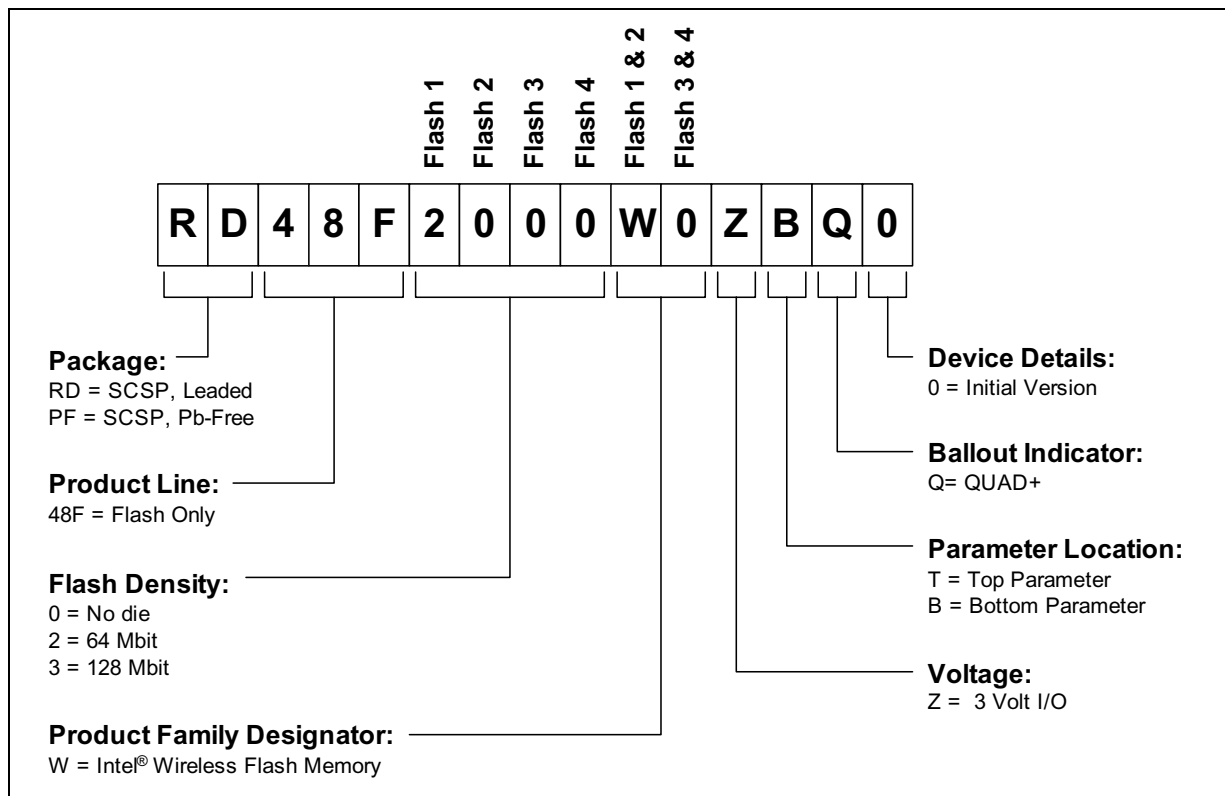 Flash 1
Flash 2
Flash 3
Flash 4
Flash 1 & 2
Flash 3 & 4
R D 4 8 F 2 0 0 0 W 0 Z B Q 0
Package:
RD = SCSP, Leaded
PF = SCSP, Pb-Free
Product Line:
48F = Flash Only
Flash Density:
0 = No die
2 = 64 Mbit
3 = 128 Mbit
Product Family Designator:
W = Intel® Wireless Flash Memory
Device Details:
0 = Initial Version
Ballout Indicator:
Q= QUAD+
Parameter Location:
T = Top Parameter
B = Bottom Parameter
Voltage:
Z = 3 Volt I/O